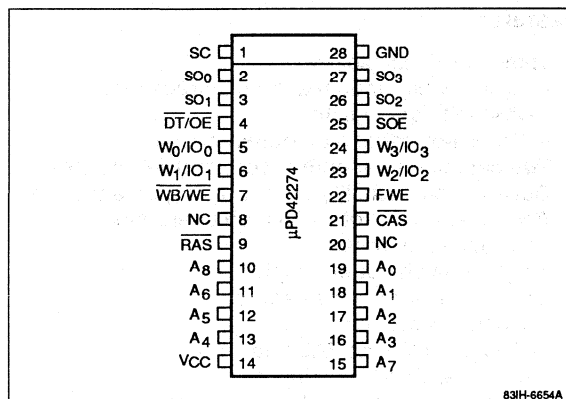 SC 1 28 GND
SO0 2 27 SO3
SO1 3 26 SO2
DT/OE 4 25 SOE
W0/IO0 5 24 W3/IO3
W1/IO1 6 23 W2/IO2
WB/WE 7 22 FWE
NC 8 21 CAS
RAS 9 20 NC
A8 10 19 A0
A6 11 18 A1
A5 12 17 A2
A4 13 16 A3
VCC 14 15 A7
μPD42274
83IH-6654A